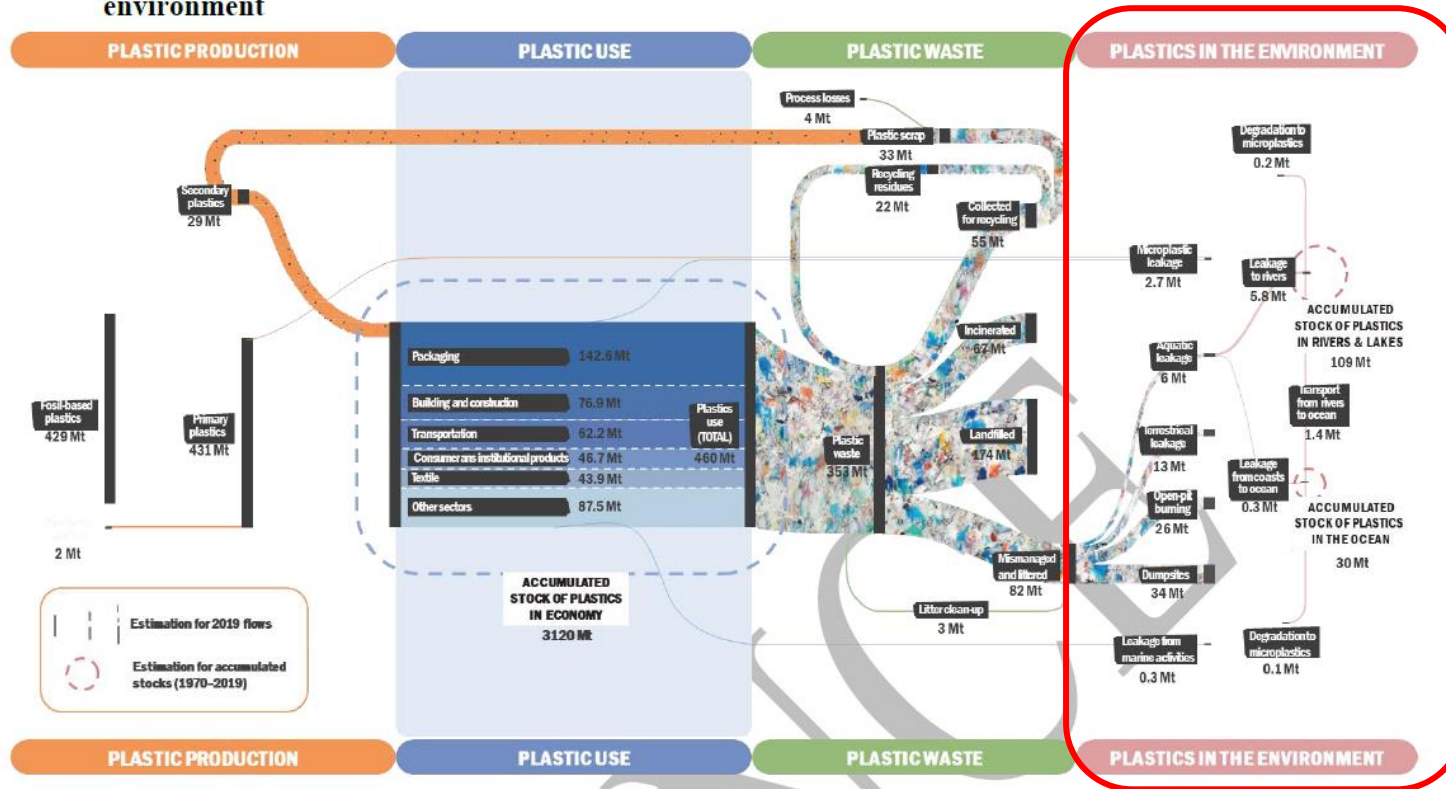 environment
PLASTIC PRODUCTION
PLASTIC USE
PLASTIC WASTE
PLASTICS IN THE ENVIRONMENT
Process losses
4 Mt
Plastic scrap
33 Mt
Recycling
residues
22 Mt
Collected
for recycling
55 Mt
Secondary
plastics
29 Mt
Fosil-based
plastics
429 Mt
Primary
plastics
431 Mt
2 Mt
Packaging
142.6 Mt
Building and construction
76.9 Mt
Transportation
62.2 Mt
Consumer ans institutional products
46.7 Mt
Textile
43.9 Mt
Other sectors
87.5 Mt
Plastics
use
(TOTAL)
460 Mt
ACCUMULATED
STOCK OF PLASTICS
IN ECONOMY
3120 Mt
Plastic
waste
353 Mt
Incinerated
67 Mt
Landfilled
174 Mt
Mismanaged
and littered
82 Mt
Litter clean-up
3 Mt
Degradation to
microplastics
0.2 Mt
Microplastic
leakage
2.7 Mt
Leakage
to rivers
5.8 Mt
ACCUMULATED
STOCK OF PLASTICS
IN RIVERS & LAKES
109 Mt
Aquatic
leakage
6 Mt
Transport
from rivers
to ocean
1.4 Mt
Terrestrical
leakage
13 Mt
Leakage
from coasts
to ocean
0.3 Mt
Open-pit
burning
26 Mt
ACCUMULATED
STOCK OF PLASTICS
IN THE OCEAN
30 Mt
Dumpsites
34 Mt
Leakage from
marine activities
0.3 Mt
Degradation to
microplastics
0.1 Mt
Estimation for 2019 flows
Estimation for accumulated
stocks (1970–2019)
PLASTIC PRODUCTION
PLASTIC USE
PLASTIC WASTE
PLASTICS IN THE ENVIRONMENT